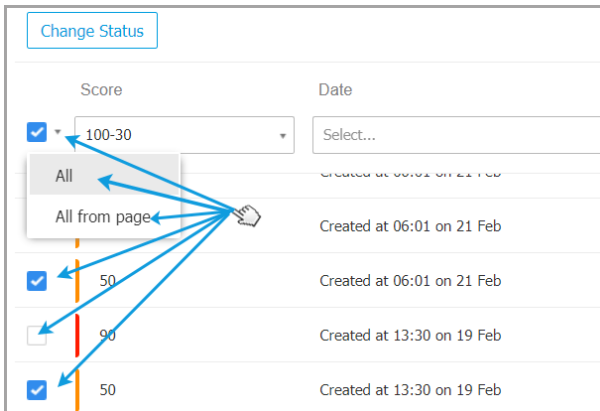 Change Status
Score Date
100-30 Select...
All
All from page
Created at 06:01 on 21 Feb
50 Created at 06:01 on 21 Feb
90 Created at 13:30 on 19 Feb
50 Created at 13:30 on 19 Feb